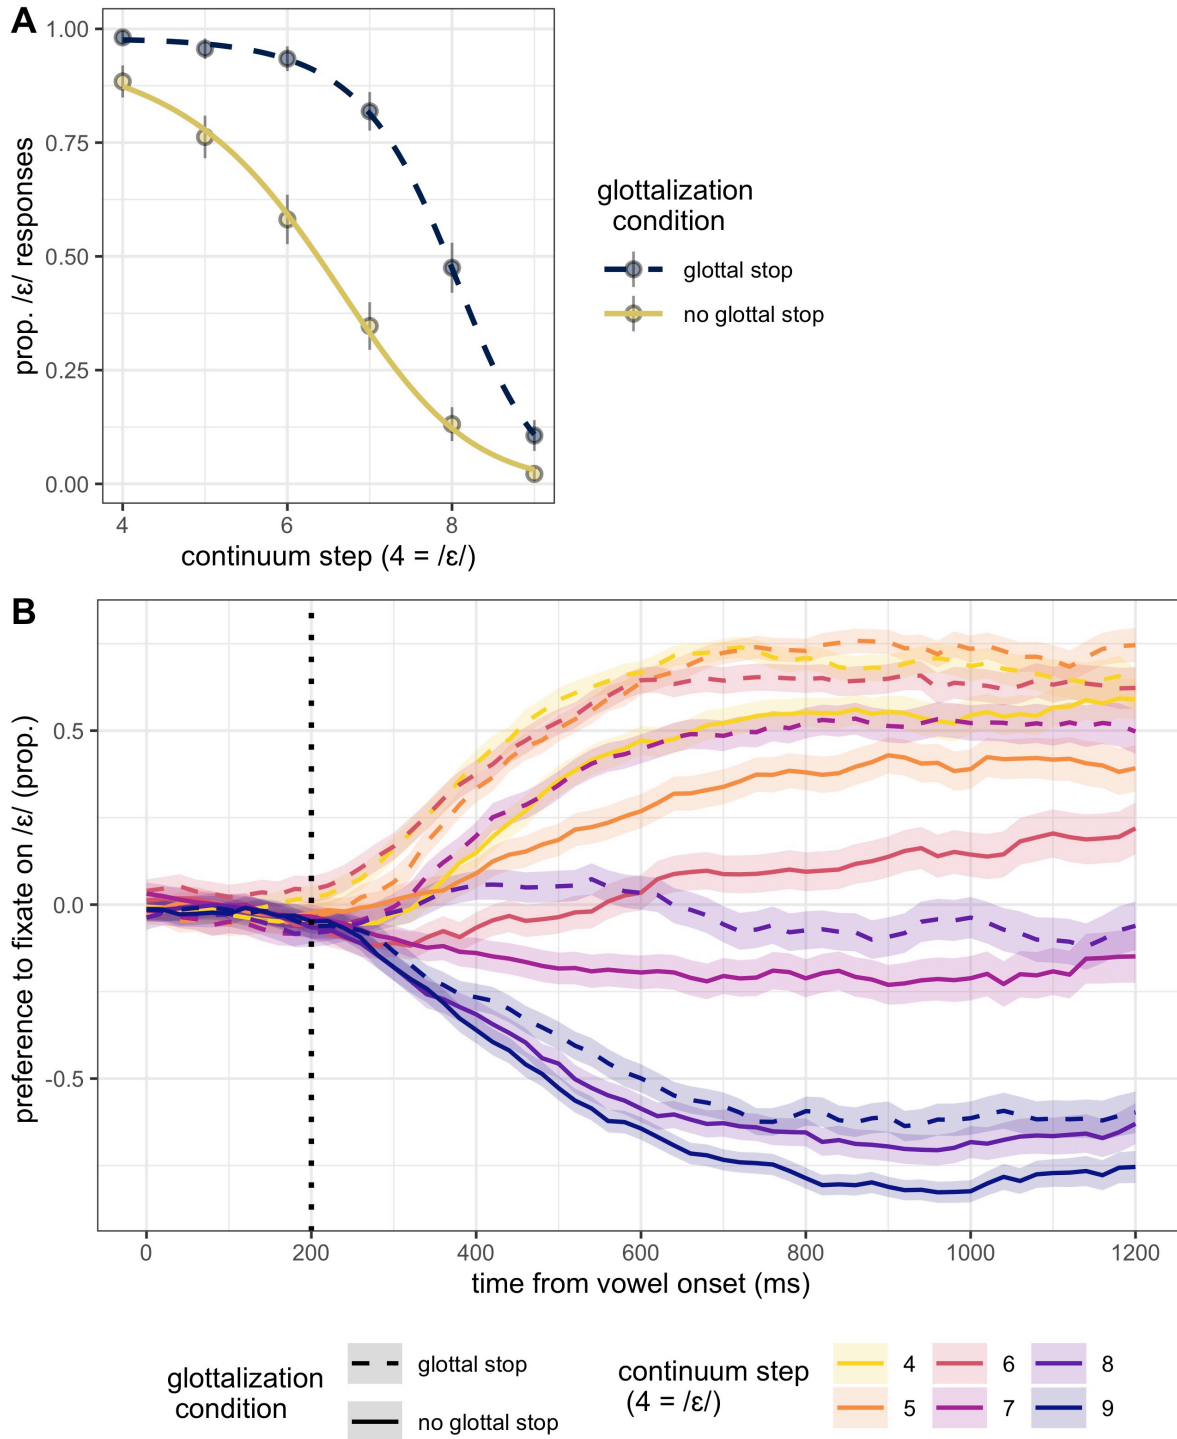 A
1.00
0.75
0.50
0.25
0.00
prop. /ɛ/ responses
4
6
8
continuum step (4 = /ɛ/)
glottalization
condition
glottal stop
no glottal stop
B
0.5
0.0
-0.5
preference to fixate on /ɛ/ (prop.)
0
200
400
600
800
1000
1200
time from vowel onset (ms)
glottalization
condition
glottal stop
no glottal stop
continuum step
(4 = /ɛ/)
4
6
8
5
7
9